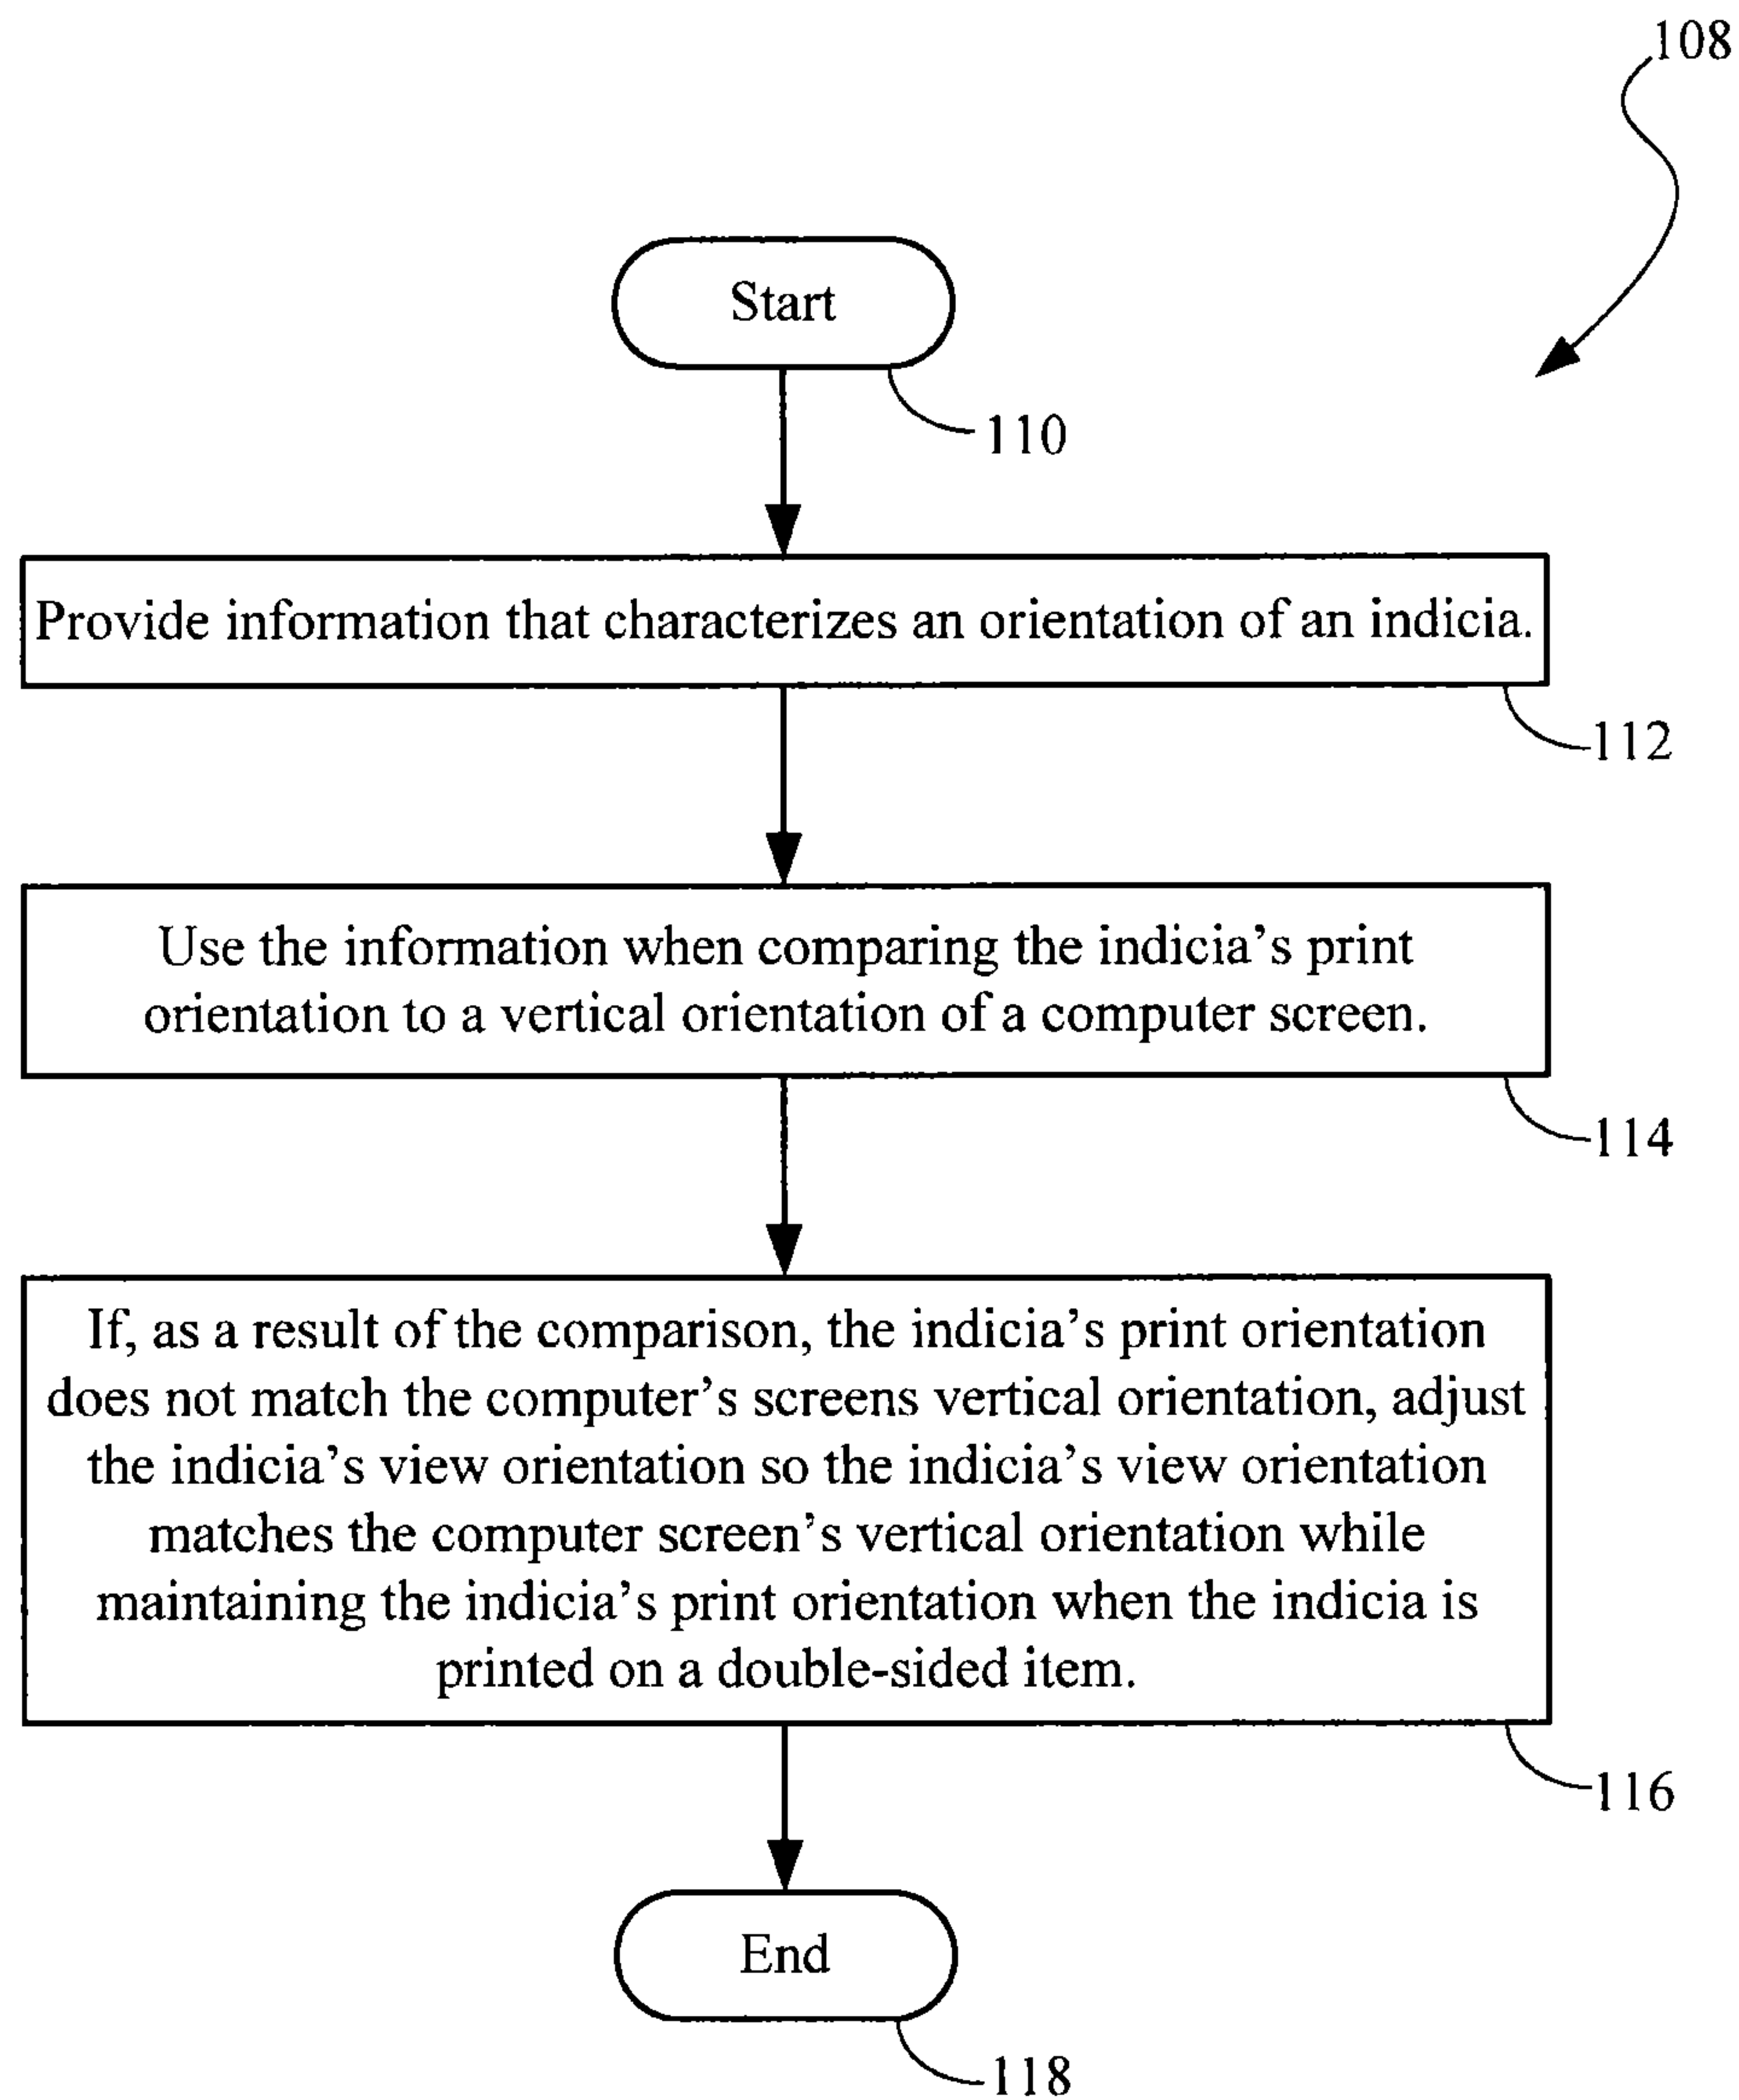 108
Start
110
Provide information that characterizes an orientation of an indicia.
112
Use the information when comparing the indicia’s print
orientation to a vertical orientation of a computer screen.
114
If, as a result of the comparison, the indicia’s print orientation
does not match the computer’s screens vertical orientation, adjust
the indicia’s view orientation so the indicia’s view orientation
matches the computer screen’s vertical orientation while
maintaining the indicia’s print orientation when the indicia is
printed on a double-sided item.
116
End
118